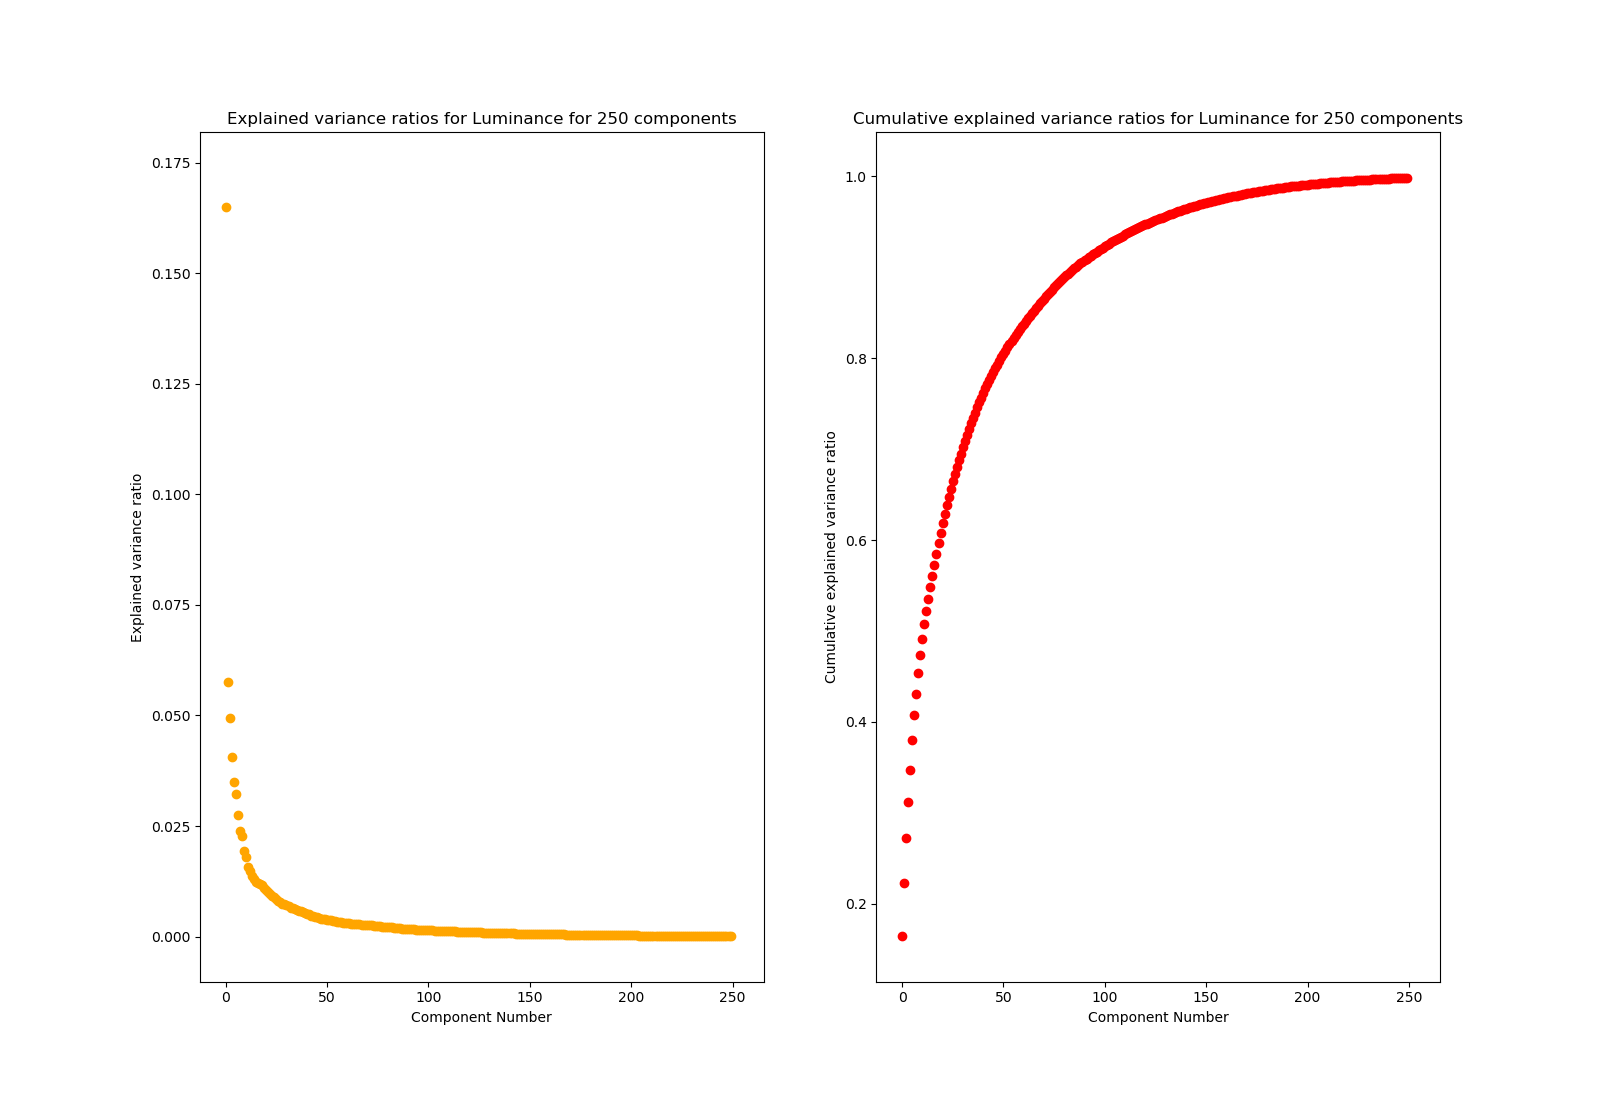 Explained variance ratios for Luminance for 250 components
0.175
0.150
0.125
0.100
0.075
0.050
0.025
0.000
Explained variance ratio
0 50 100 150 200 250
Component Number
Cumulative explained variance ratios for Luminance for 250 components
1.0
0.8
0.6
0.4
0.2
Cumulative explained variance ratio
0 50 100 150 200 250
Component Number